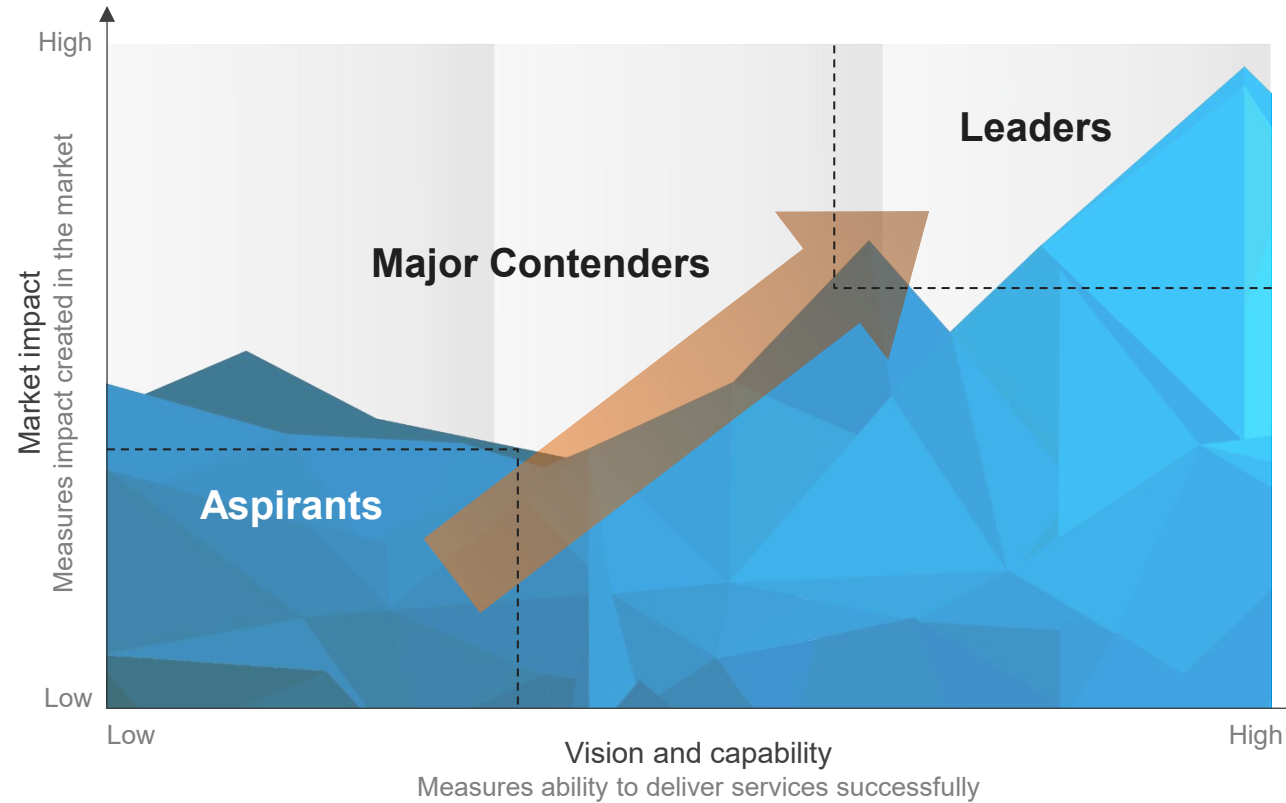 High
Leaders
Major Contenders
Market impact
Measures impact created in the market
Aspirants
Low
Low
High
Vision and capability
Measures ability to deliver services successfully